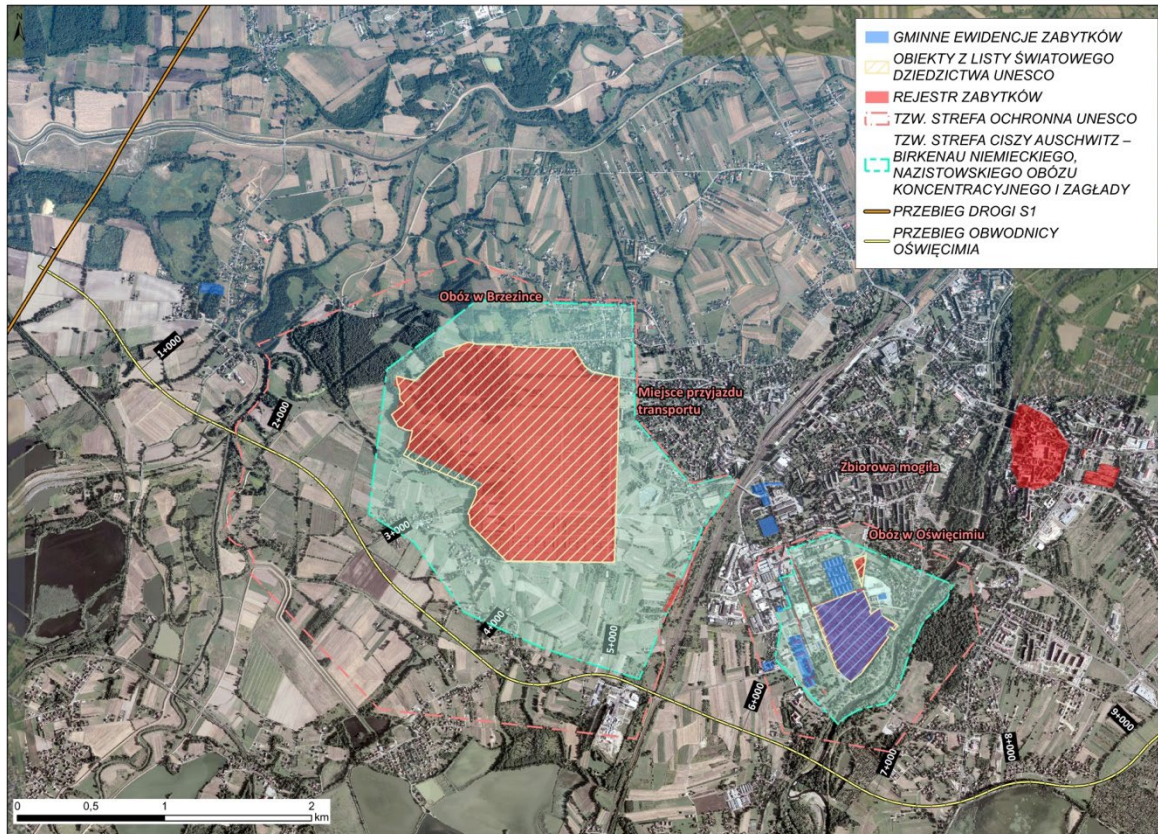 N
GMINNE EWIDENCJE ZABYTKÓW
OBIEKTY Z LISTY ŚWIATOWEGO
DZIEDZICTWA UNESCO
REJESTR ZABYTKÓW
TZW. STREFA OCHRONNA UNESCO
TZW. STREFA CISZY AUSCHWITZ –
BIRKENAU NIEMIECKIEGO,
NAZISTOWSKIEGO OBÓZU
KONCENTRACYJNEGO I ZAGŁADY
PRZEBIEG DROGI S1
PRZEBIEG OBWODNICY
OŚWIĘCIMIA
Obóz w Brzezince
1+000
2+000
Miejsce przyjazdu
transportu
Zbiorowa mogiła
3+000
Obóz w Oświęcimiu
4+000
5+000
6+000
7+000
8+000
9+000
0 0,5 1 2
km